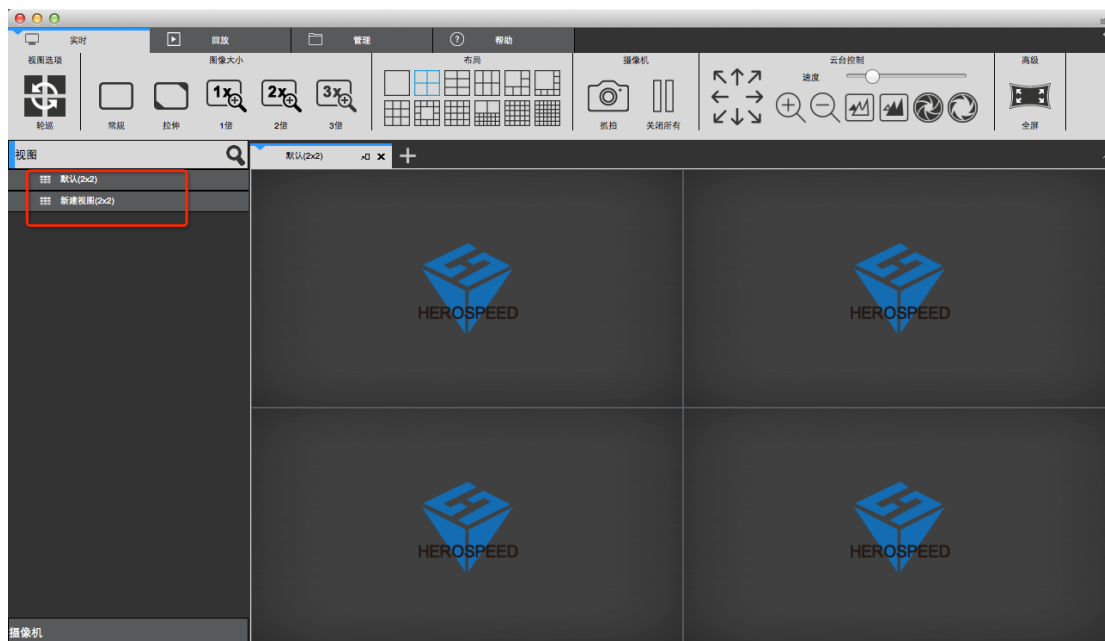 实时
回放
管理
帮助
视图选项
图像大小
布局
摄像机
云台控制
高级
速度
1x
2x
3x
轮巡
常规
拉伸
1倍
2倍
3倍
抓拍
关闭所有
全屏
视图
默认(2x2)
默认(2x2)
新建视图(2x2)
HEROSPEED
HEROSPEED
HEROSPEED
HEROSPEED
摄像机